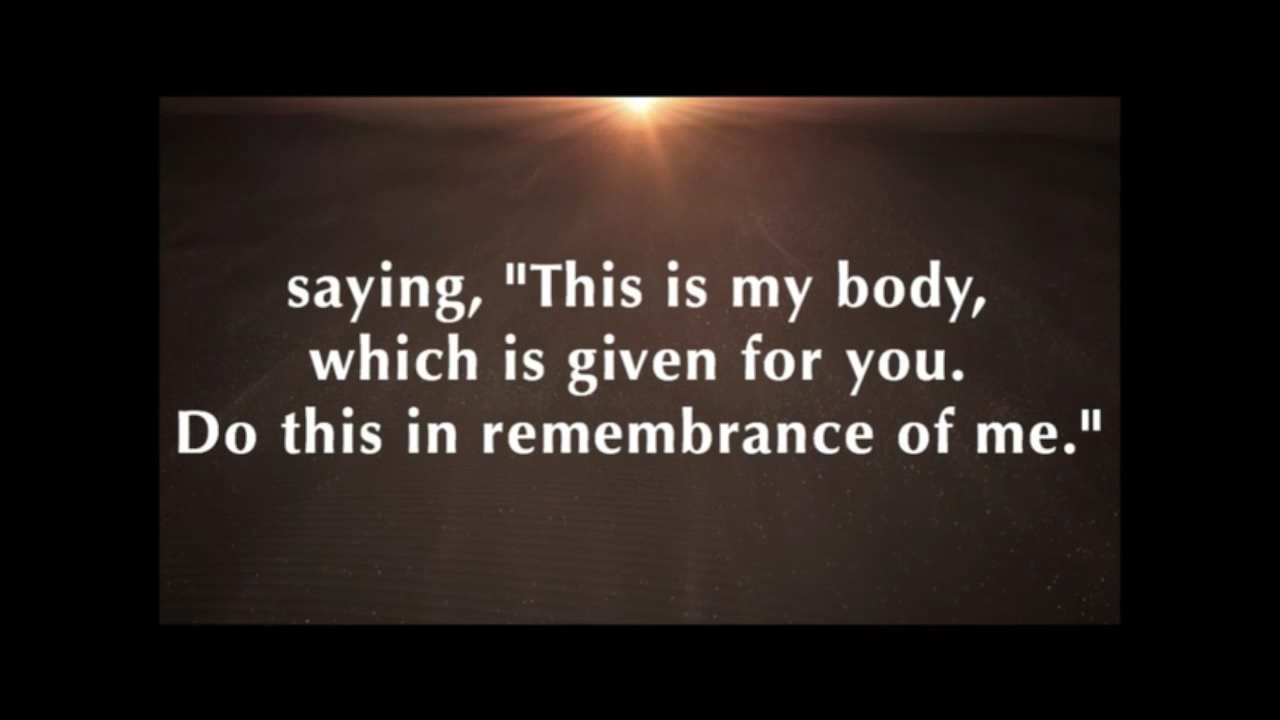 saying, "This is my body,
which is given for you.
Do this in remembrance of me."